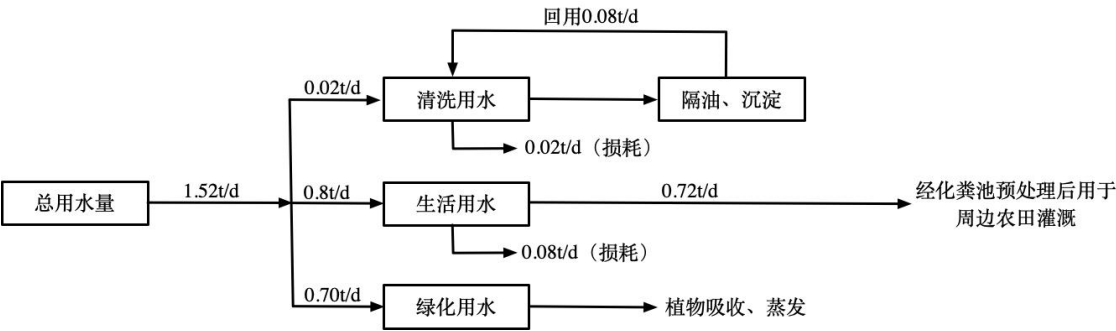 回用0.08t/d
0.02t/d
清洗用水
隔油、沉淀
0.02t/d（损耗）
总用水量
1.52t/d
0.8t/d
生活用水
0.72t/d
经化粪池预处理后用于
周边农田灌溉
0.08t/d（损耗）
0.70t/d
绿化用水
植物吸收、蒸发